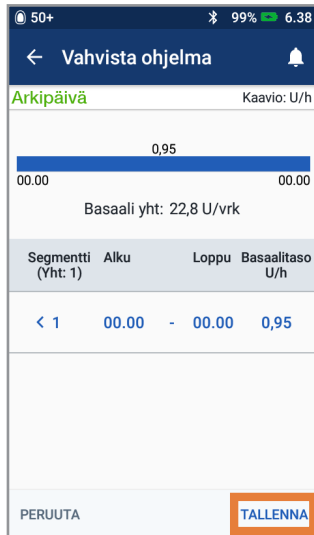 50+ 99% 6.38
Vahvista ohjelma
Arkipäivä Kaavio: U/h
0,95
00.00 00.00
Basaali yht: 22,8 U/vrk
Segmentti Alku Loppu Basaalitaso
(Yht: 1) U/h
< 1 00.00 - 00.00 0,95
PERUUTA TALLENNA